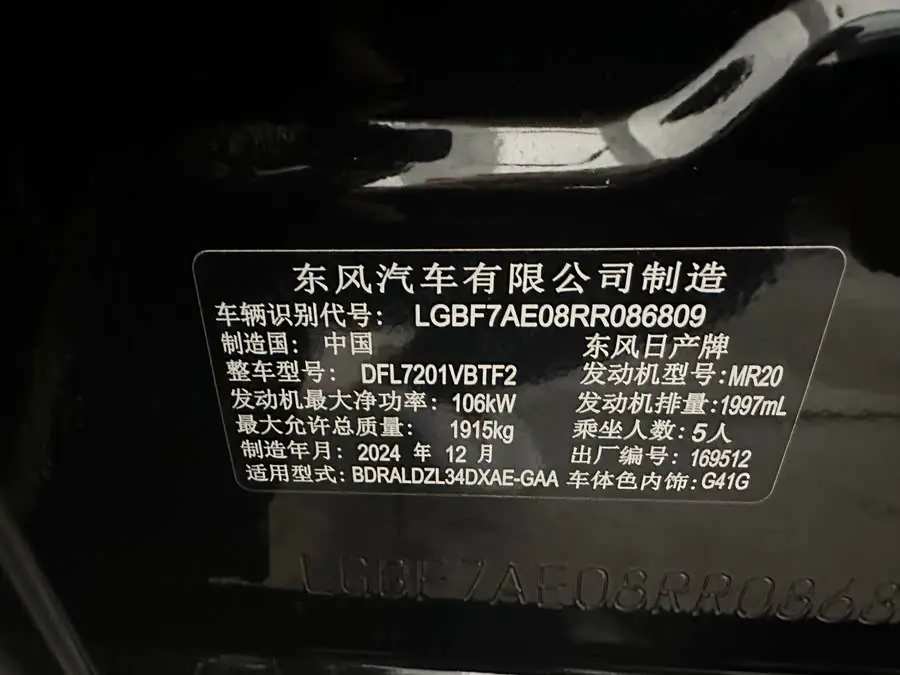 东风汽车有限公司制造
车辆识别代号: LGBF7AE08RR086809
制造国: 中国 东风日产牌
整车型号: DFL7201VBTF2 发动机型号:MR20
发动机最大净功率: 106kW 发动机排量:1997mL
最大允许总质量: 1915kg 乘坐人数:5人
制造年月: 2024 年 12 月 出厂编号: 169512
适用型式: BDRALDZL34DXAE-GAA 车体色内饰:G41G
LGBF7AE08RR0868